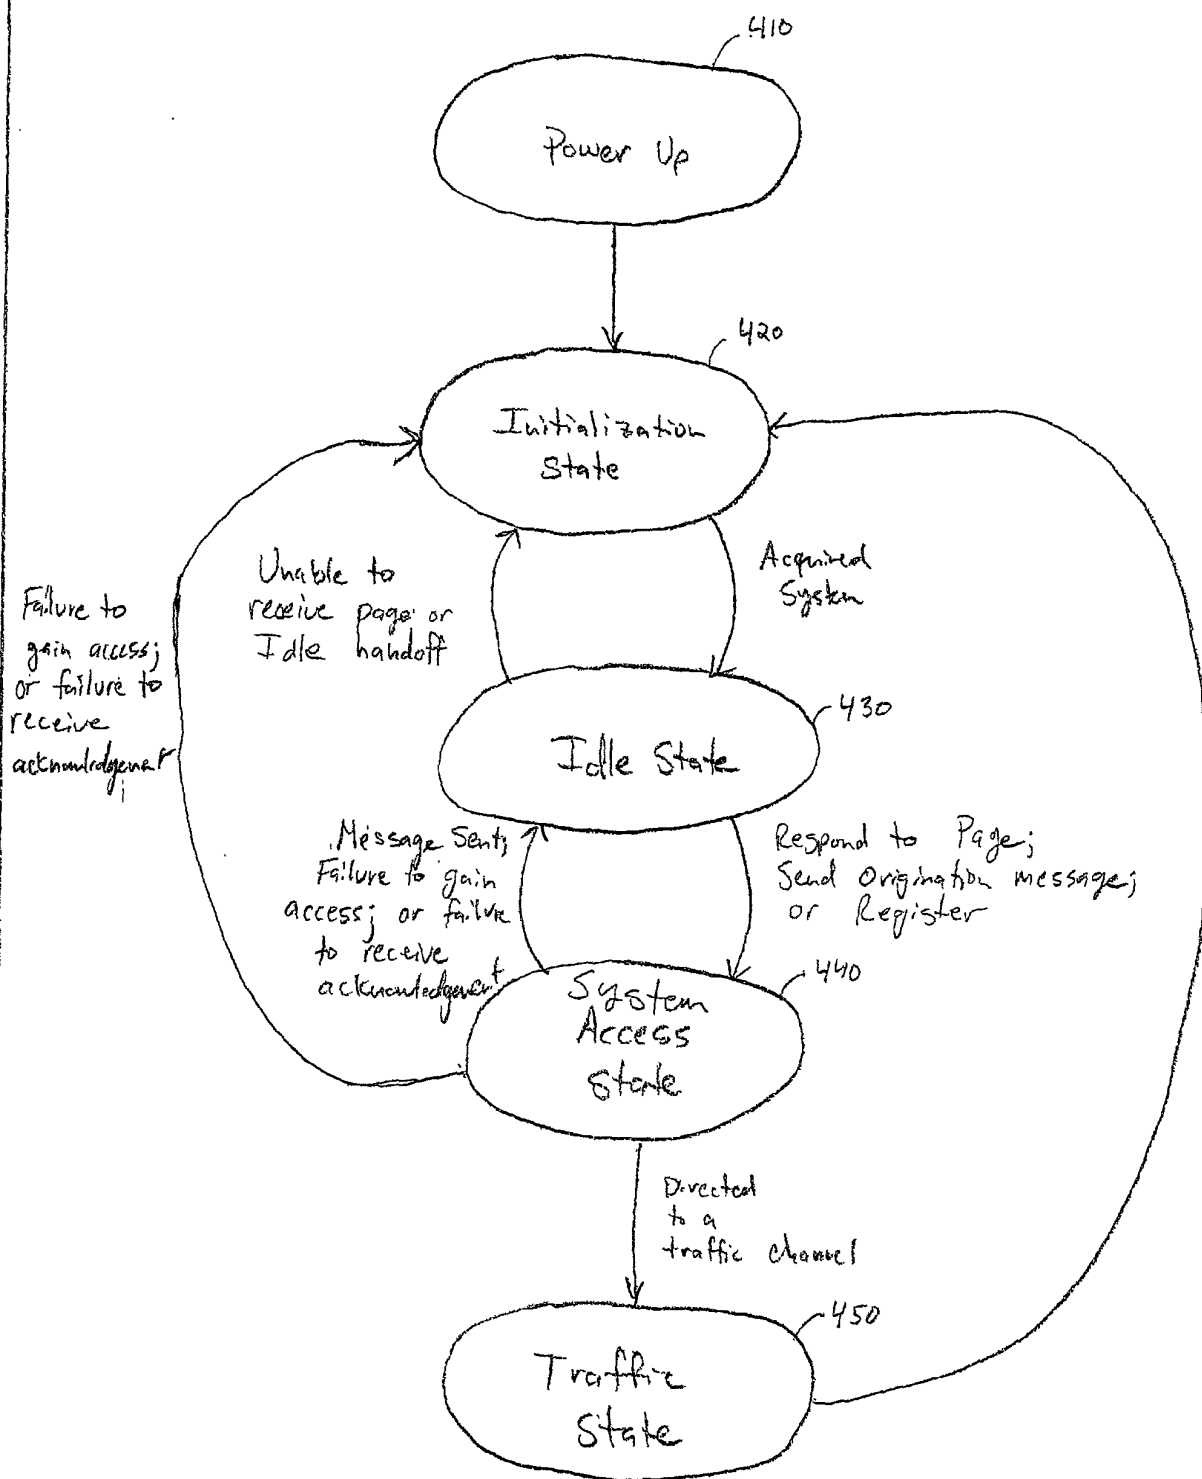 410
Power Up
420
Initialization
State
Acquired
System
Unable to
receive page or
Idle handoff
Failure to
gain access;
or failure to
receive
acknowledgement
430
Idle State
Message Sent;
Failure to gain
access; or failure
to receive
acknowledgement
Respond to Page;
Send Origination message;
or Register
440
System
Access
State
Directed
to a
traffic channel
450
Traffic
State